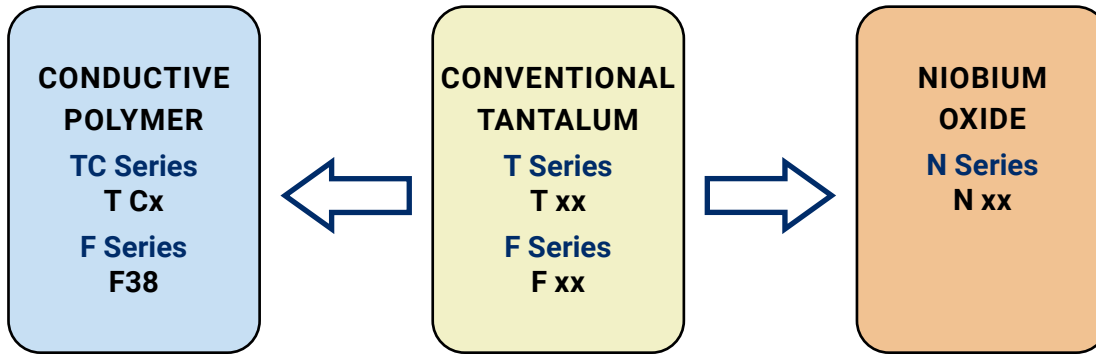 CONDUCTIVE
POLYMER
TC Series
T Cx
F Series
F38
CONVENTIONAL
TANTALUM
T Series
T xx
F Series
F xx
NIOBIUM
OXIDE
N Series
N xx